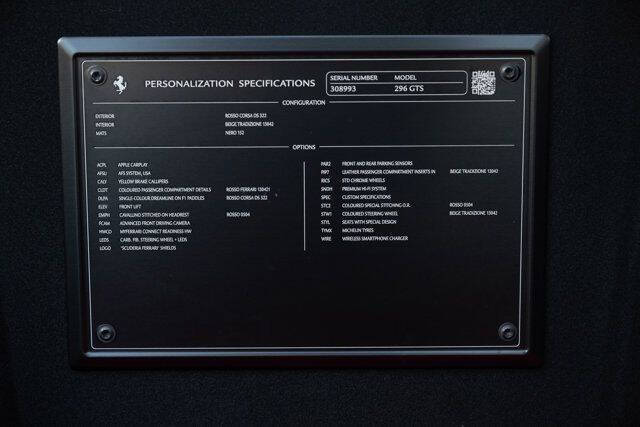 PERSONALIZATION SPECIFICATIONS
SERIAL NUMBER MODEL
308993 296 GTS
CONFIGURATION
EXTERIOR ROSSO CORSA DS 322
INTERIOR BEIGE TRADIZIONE 13042
MATS NERO 152
OPTIONS
ACPL APPLE CARPLAY
AFSU AFS SYSTEM, USA
CALY YELLOW BRAKE CALLIPERS
CLDT COLOURED PASSENGER COMPARTMENT DETAILS ROSSO FERRARI 130421
DLPA SINGLE-COLOUR DREAMLINE ON F1 PADDLES ROSSO CORSA DS 322
ELEV FRONT LIFT
EMPH CAVALLINO STITCHED ON HEADREST ROSSO 0504
FCAM ADVANCED FRONT DRIVING CAMERA
HWCD MYFERRARI CONNECT READINESS HW
LEDS CARB. FIB. STEERING WHEEL + LEDS
LOGO 'SCUDERIA FERRARI' SHIELDS
PAR2 FRONT AND REAR PARKING SENSORS
PIP7 LEATHER PASSENGER COMPARTMENT INSERTS IN BEIGE TRADIZIONE 13042
RICS STD CHROME WHEELS
SNDH PREMIUM HI-FI SYSTEM
SPEC CUSTOM SPECIFICATIONS
STC2 COLOURED SPECIAL STITCHING O.R. ROSSO 0504
STW1 COLOURED STEERING WHEEL BEIGE TRADIZIONE 13042
STYL SEATS WITH SPECIAL DESIGN
TYMX MICHELIN TYRES
WIRE WIRELESS SMARTPHONE CHARGER